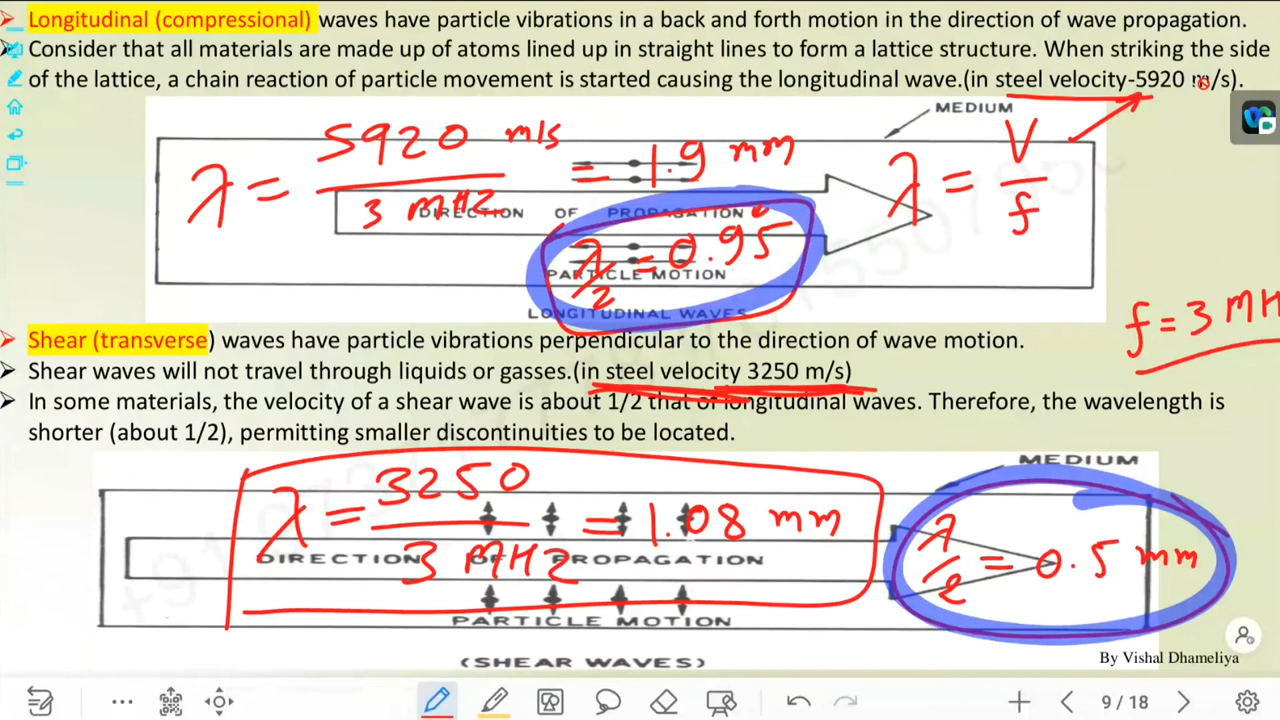 Longitudinal (compressional) waves have particle vibrations in a back and forth motion in the direction of wave propagation.
Consider that all materials are made up of atoms lined up in straight lines to form a lattice structure. When striking the side
of the lattice, a chain reaction of particle movement is started causing the longitudinal wave.(in steel velocity-5920 m/s).
MEDIUM
λ = 5920 m/s / 3 MHz = 1.9 mm
λ = V / f
DIRECTION OF PROPAGATION
λ/2 = 0.95
PARTICLE MOTION
LONGITUDINAL WAVES
f = 3 MH
Shear (transverse) waves have particle vibrations perpendicular to the direction of wave motion.
Shear waves will not travel through liquids or gasses.(in steel velocity 3250 m/s)
In some materials, the velocity of a shear wave is about 1/2 that of longitudinal waves. Therefore, the wavelength is
shorter (about 1/2), permitting smaller discontinuities to be located.
MEDIUM
λ = 3250 / 3 MHz = 1.08 mm
λ/2 = 0.5 mm
DIRECTION OF PROPAGATION
PARTICLE MOTION
(SHEAR WAVES)
By Vishal Dhameliya
9 / 18